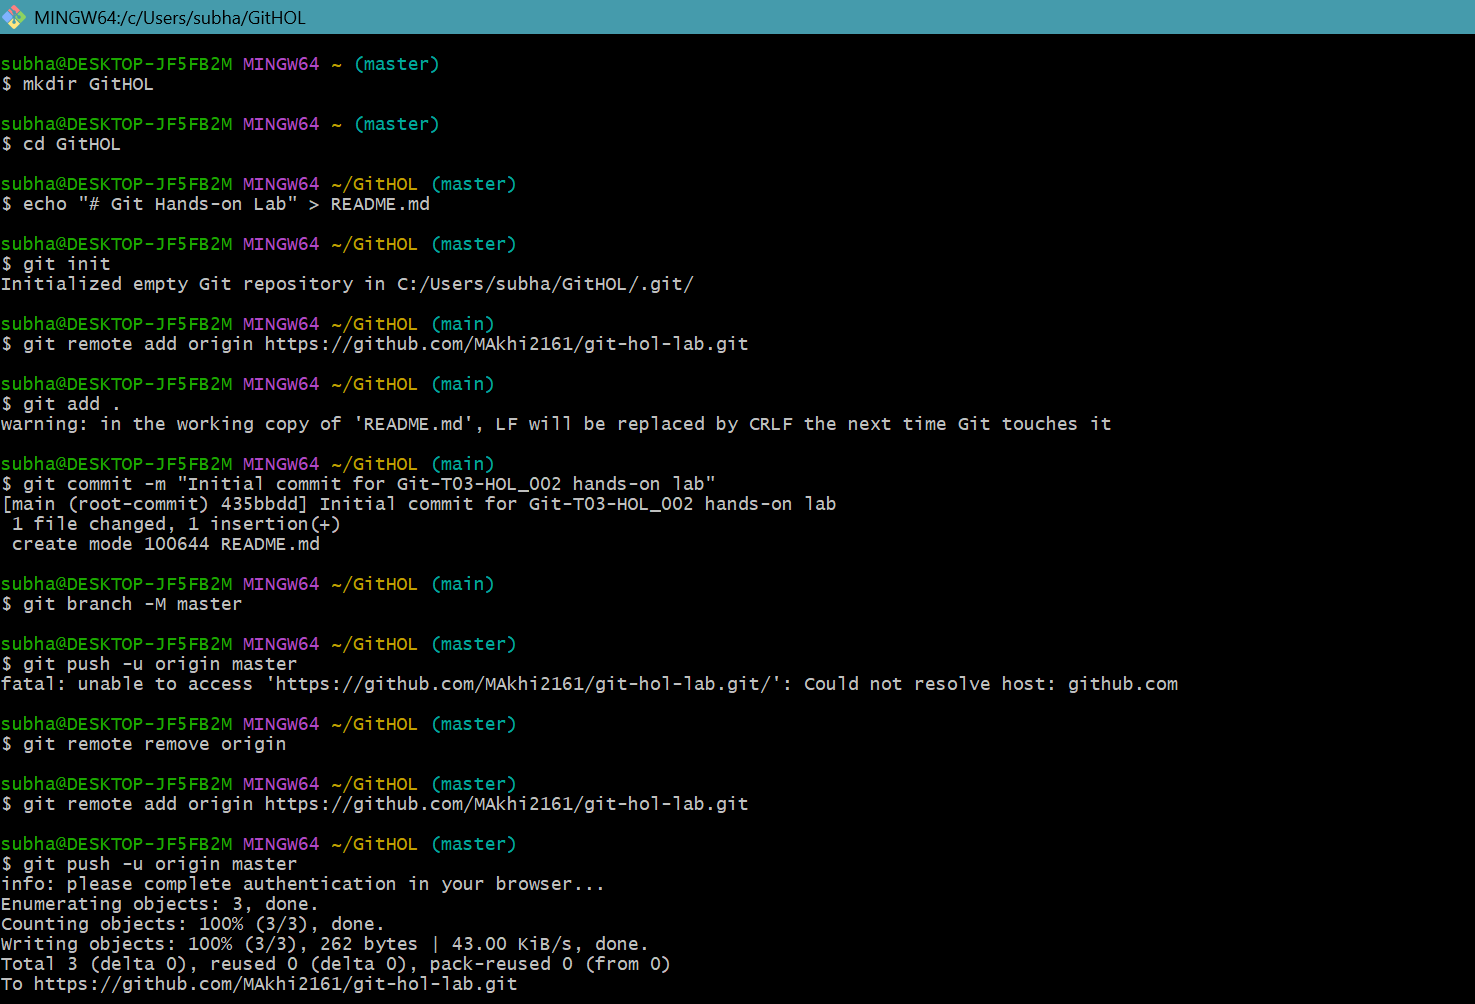 MINGW64:/c/Users/subha/GitHOL
subha@DESKTOP-JF5FB2M MINGW64 ~ (master)
$ mkdir GitHOL
subha@DESKTOP-JF5FB2M MINGW64 ~ (master)
$ cd GitHOL
subha@DESKTOP-JF5FB2M MINGW64 ~/GitHOL (master)
$ echo "# Git Hands-on Lab" > README.md
subha@DESKTOP-JF5FB2M MINGW64 ~/GitHOL (master)
$ git init
Initialized empty Git repository in C:/Users/subha/GitHOL/.git/
subha@DESKTOP-JF5FB2M MINGW64 ~/GitHOL (main)
$ git remote add origin https://github.com/MAkhi2161/git-hol-lab.git
subha@DESKTOP-JF5FB2M MINGW64 ~/GitHOL (main)
$ git add .
warning: in the working copy of 'README.md', LF will be replaced by CRLF the next time Git touches it
subha@DESKTOP-JF5FB2M MINGW64 ~/GitHOL (main)
$ git commit -m "Initial commit for Git-T03-HOL_002 hands-on lab"
[main (root-commit) 435bbdd] Initial commit for Git-T03-HOL_002 hands-on lab
 1 file changed, 1 insertion(+)
 create mode 100644 README.md
subha@DESKTOP-JF5FB2M MINGW64 ~/GitHOL (main)
$ git branch -M master
subha@DESKTOP-JF5FB2M MINGW64 ~/GitHOL (master)
$ git push -u origin master
fatal: unable to access 'https://github.com/MAkhi2161/git-hol-lab.git/': Could not resolve host: github.com
subha@DESKTOP-JF5FB2M MINGW64 ~/GitHOL (master)
$ git remote remove origin
subha@DESKTOP-JF5FB2M MINGW64 ~/GitHOL (master)
$ git remote add origin https://github.com/MAkhi2161/git-hol-lab.git
subha@DESKTOP-JF5FB2M MINGW64 ~/GitHOL (master)
$ git push -u origin master
info: please complete authentication in your browser...
Enumerating objects: 3, done.
Counting objects: 100% (3/3), done.
Writing objects: 100% (3/3), 262 bytes | 43.00 KiB/s, done.
Total 3 (delta 0), reused 0 (delta 0), pack-reused 0 (from 0)
To https://github.com/MAkhi2161/git-hol-lab.git